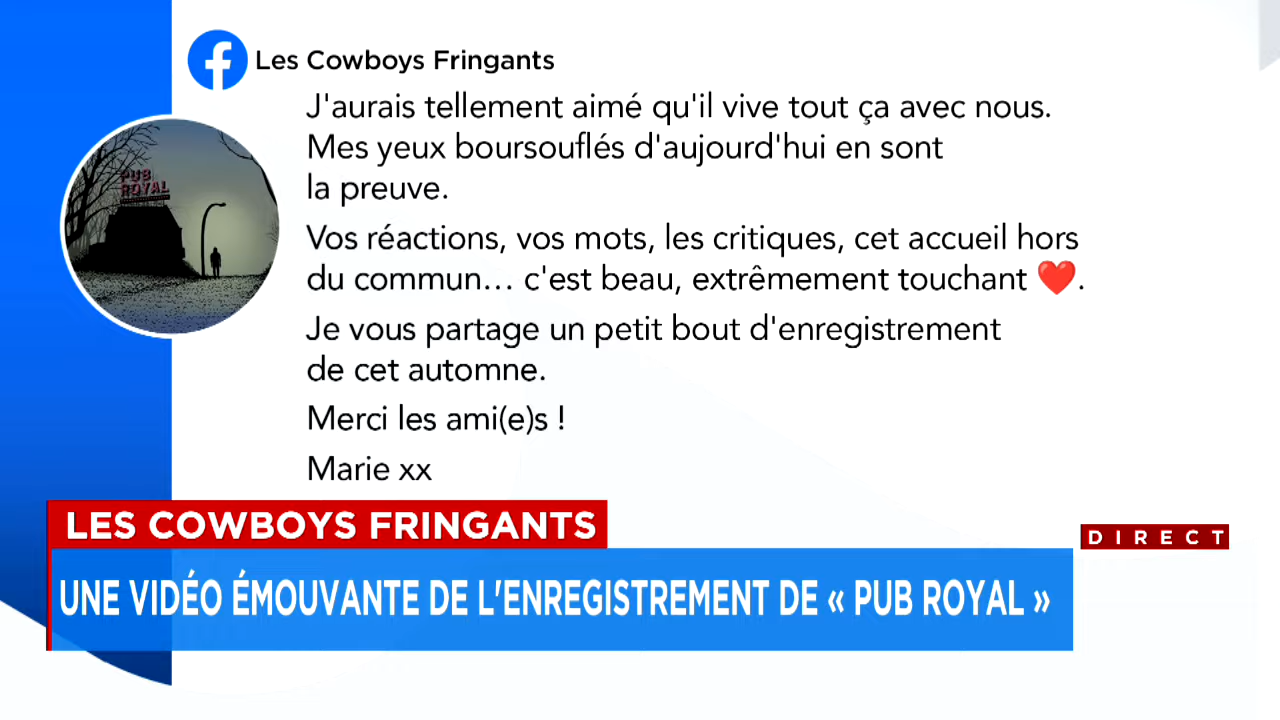 Les Cowboys Fringants
J'aurais tellement aimé qu'il vive tout ça avec nous.
Mes yeux boursouflés d'aujourd'hui en sont
la preuve.
PUB
ROYAL
Vos réactions, vos mots, les critiques, cet accueil hors
du commun… c'est beau, extrêmement touchant ❤️.
Je vous partage un petit bout d'enregistrement
de cet automne.
Merci les ami(e)s !
Marie xx
LES COWBOYS FRINGANTS
DIRECT
UNE VIDÉO ÉMOUVANTE DE L'ENREGISTREMENT DE « PUB ROYAL »